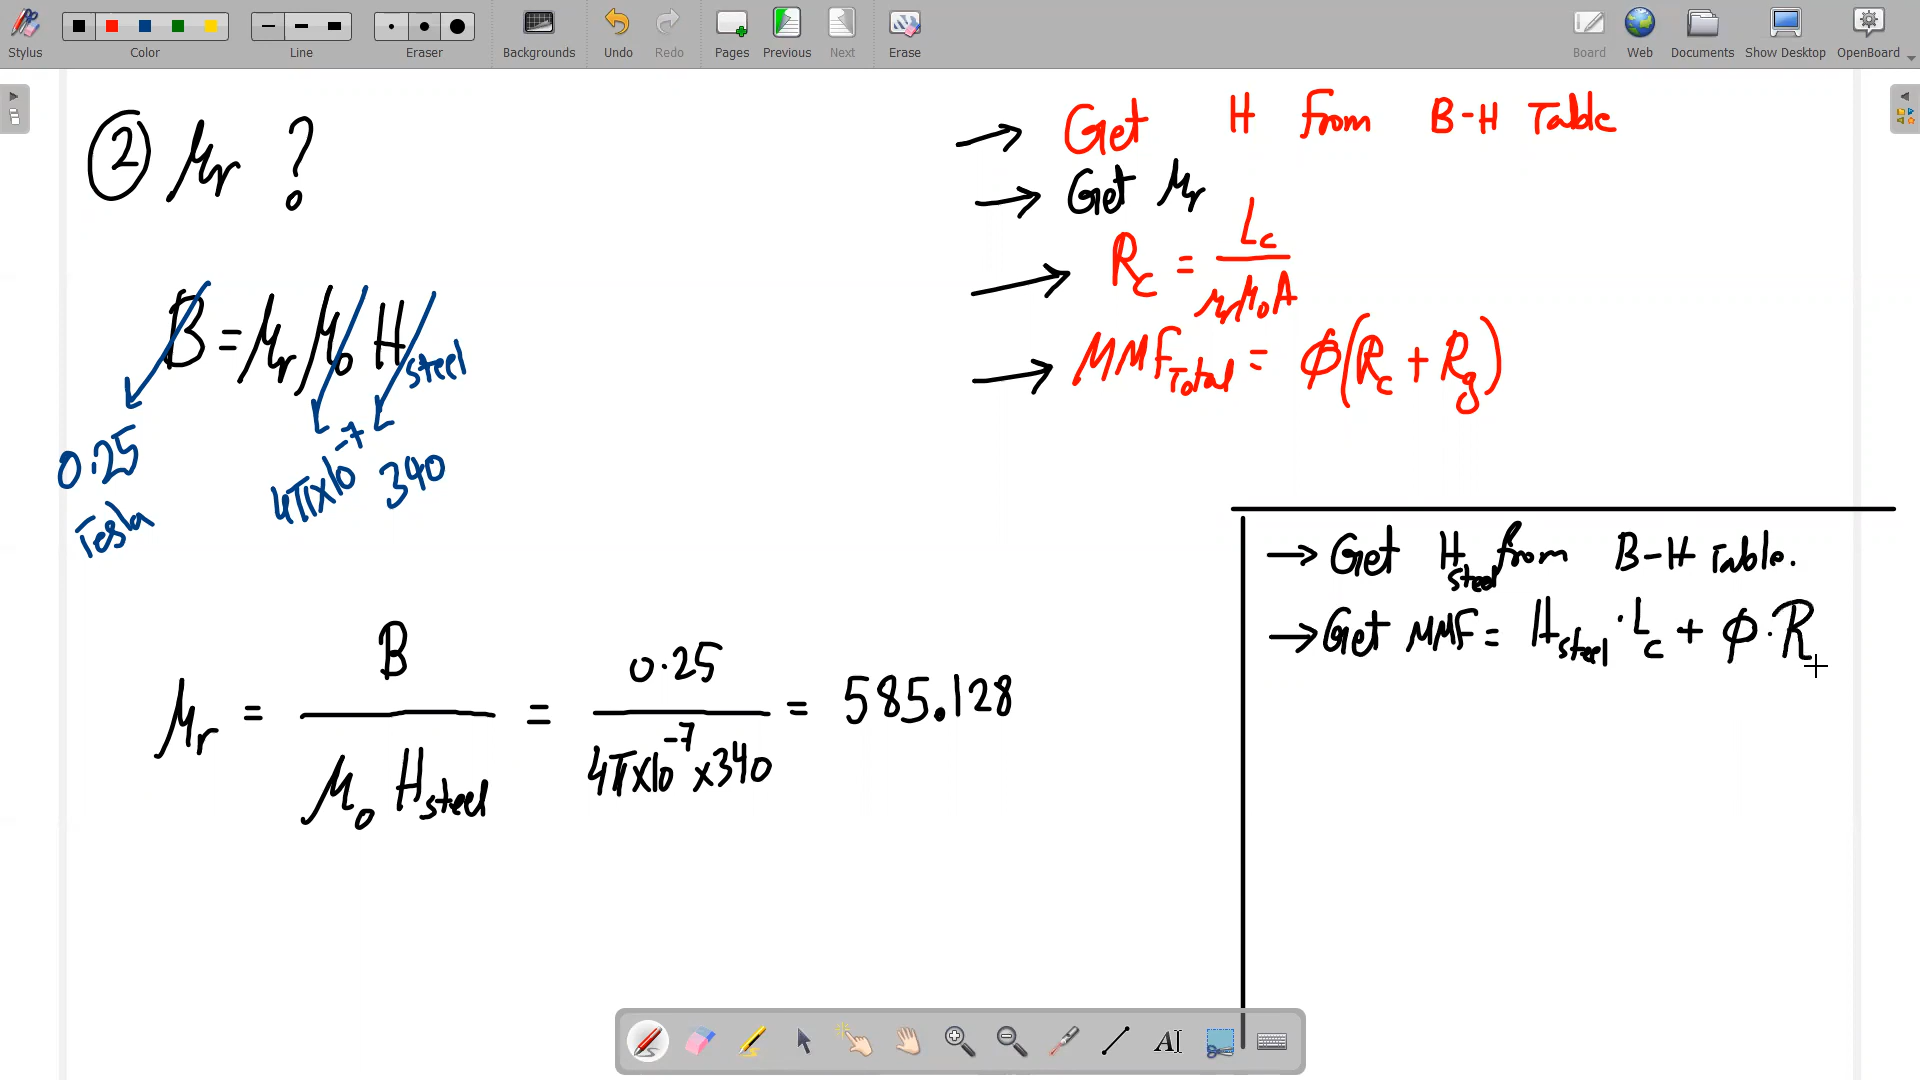 Stylus
Color
Line
Eraser
Backgrounds
Undo
Redo
Pages
Previous
Next
Erase
Board
Web
Documents
Show Desktop
OpenBoard
② μr ?
B = μr μo Hsteel
0.25
Tesla
4π×10⁻⁷ 340
μr = B / μo Hsteel = 0.25 / 4π×10⁻⁷ × 340 = 585.128
→ Get H from B-H Table
→ Get μr
→ Rc = Lc / μr μo A
→ MMFTotal = φ(Rc + Rg)
→ Get Hsteel from B-H Table.
→ Get MMF = Hsteel · Lc + φ · R